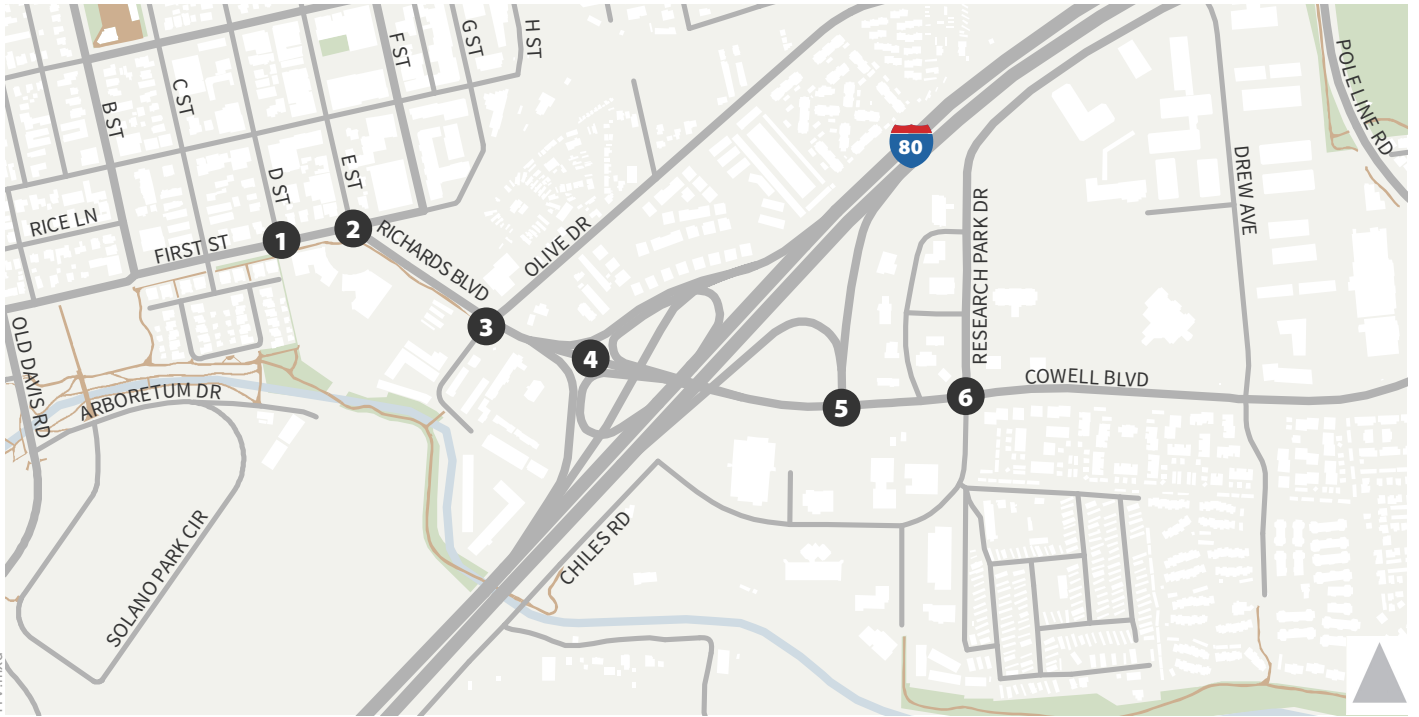 H ST
G ST
F ST
C ST
B ST
POLE LINE RD
80
DREW AVE
E ST
D ST
RESEARCH PARK DR
RICE LN
FIRST ST
1
2
RICHARDS BLVD
OLIVE DR
3
OLD DAVIS RD
4
COWELL BLVD
ARBORETUM DR
5
6
SOLANO PARK CIR
CHILES RD